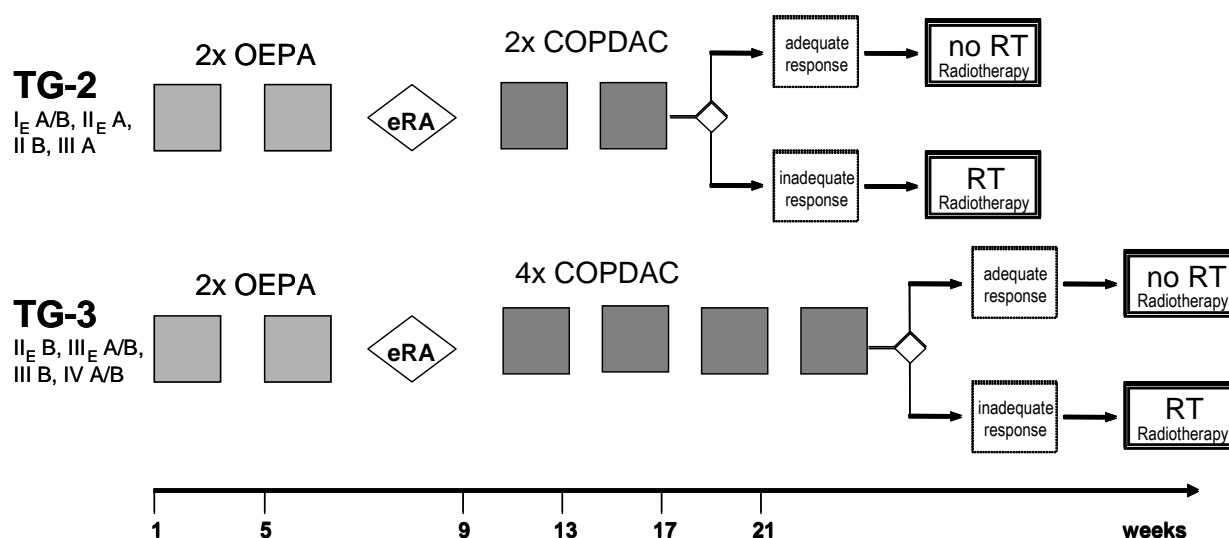 2x OEPA
2x COPDAC
adequate
response
no RT
Radiotherapy
TG-2
I_E A/B, II_E A,
II B, III A
eRA
inadequate
response
RT
Radiotherapy
2x OEPA
4x COPDAC
adequate
response
no RT
Radiotherapy
TG-3
II_E B, III_E A/B,
III B, IV A/B
eRA
inadequate
response
RT
Radiotherapy
1 5 9 13 17 21 weeks